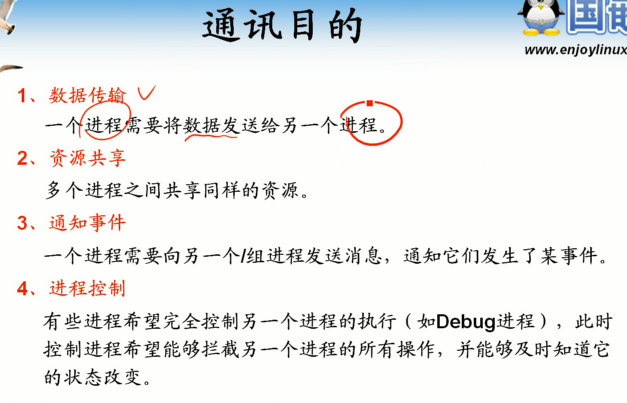 通讯目的
国嵌
www.enjoylinux
1、数据传输
一个进程需要将数据发送给另一个进程。
2、资源共享
多个进程之间共享同样的资源。
3、通知事件
一个进程需要向另一个/组进程发送消息，通知它们发生了某事件。
4、进程控制
有些进程希望完全控制另一个进程的执行（如Debug进程），此时
控制进程希望能够拦截另一个进程的所有操作，并能够及时知道它
的状态改变。